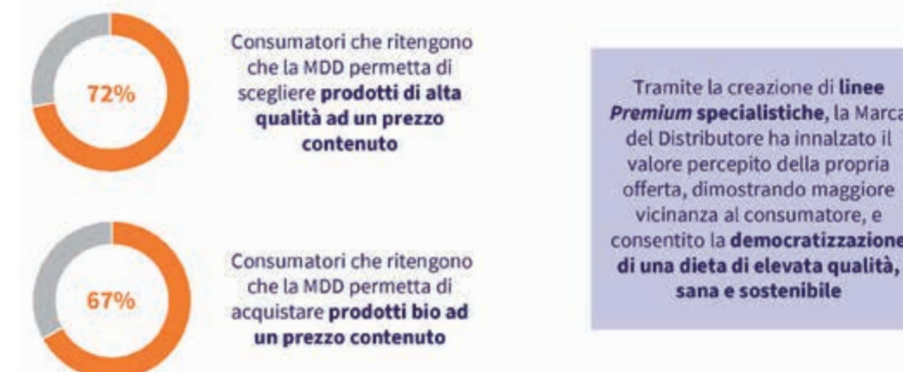 72%
Consumatori che ritengono
che la MDD permetta di
scegliere prodotti di alta
qualità ad un prezzo
contenuto
67%
Consumatori che ritengono
che la MDD permetta di
acquistare prodotti bio ad
un prezzo contenuto
Tramite la creazione di linee
Premium specialistiche, la Marca
del Distributore ha innalzato il
valore percepito della propria
offerta, dimostrando maggiore
vicinanza al consumatore, e
consentito la democratizzazione
di una dieta di elevata qualità,
sana e sostenibile